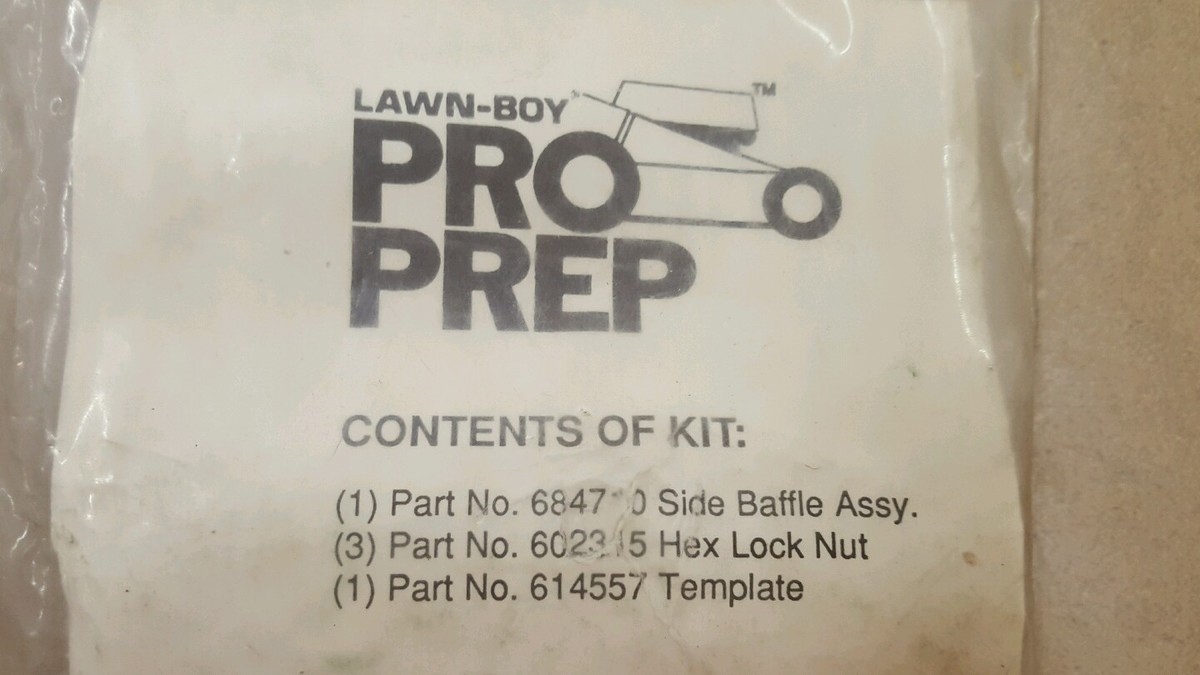 LAWN-BOY
TM
PRO
PREP
CONTENTS OF KIT:
(1) Part No. Side Baffle Assy.
(3) Part No. Hex Lock Nut
(1) Part No. 614557 Template